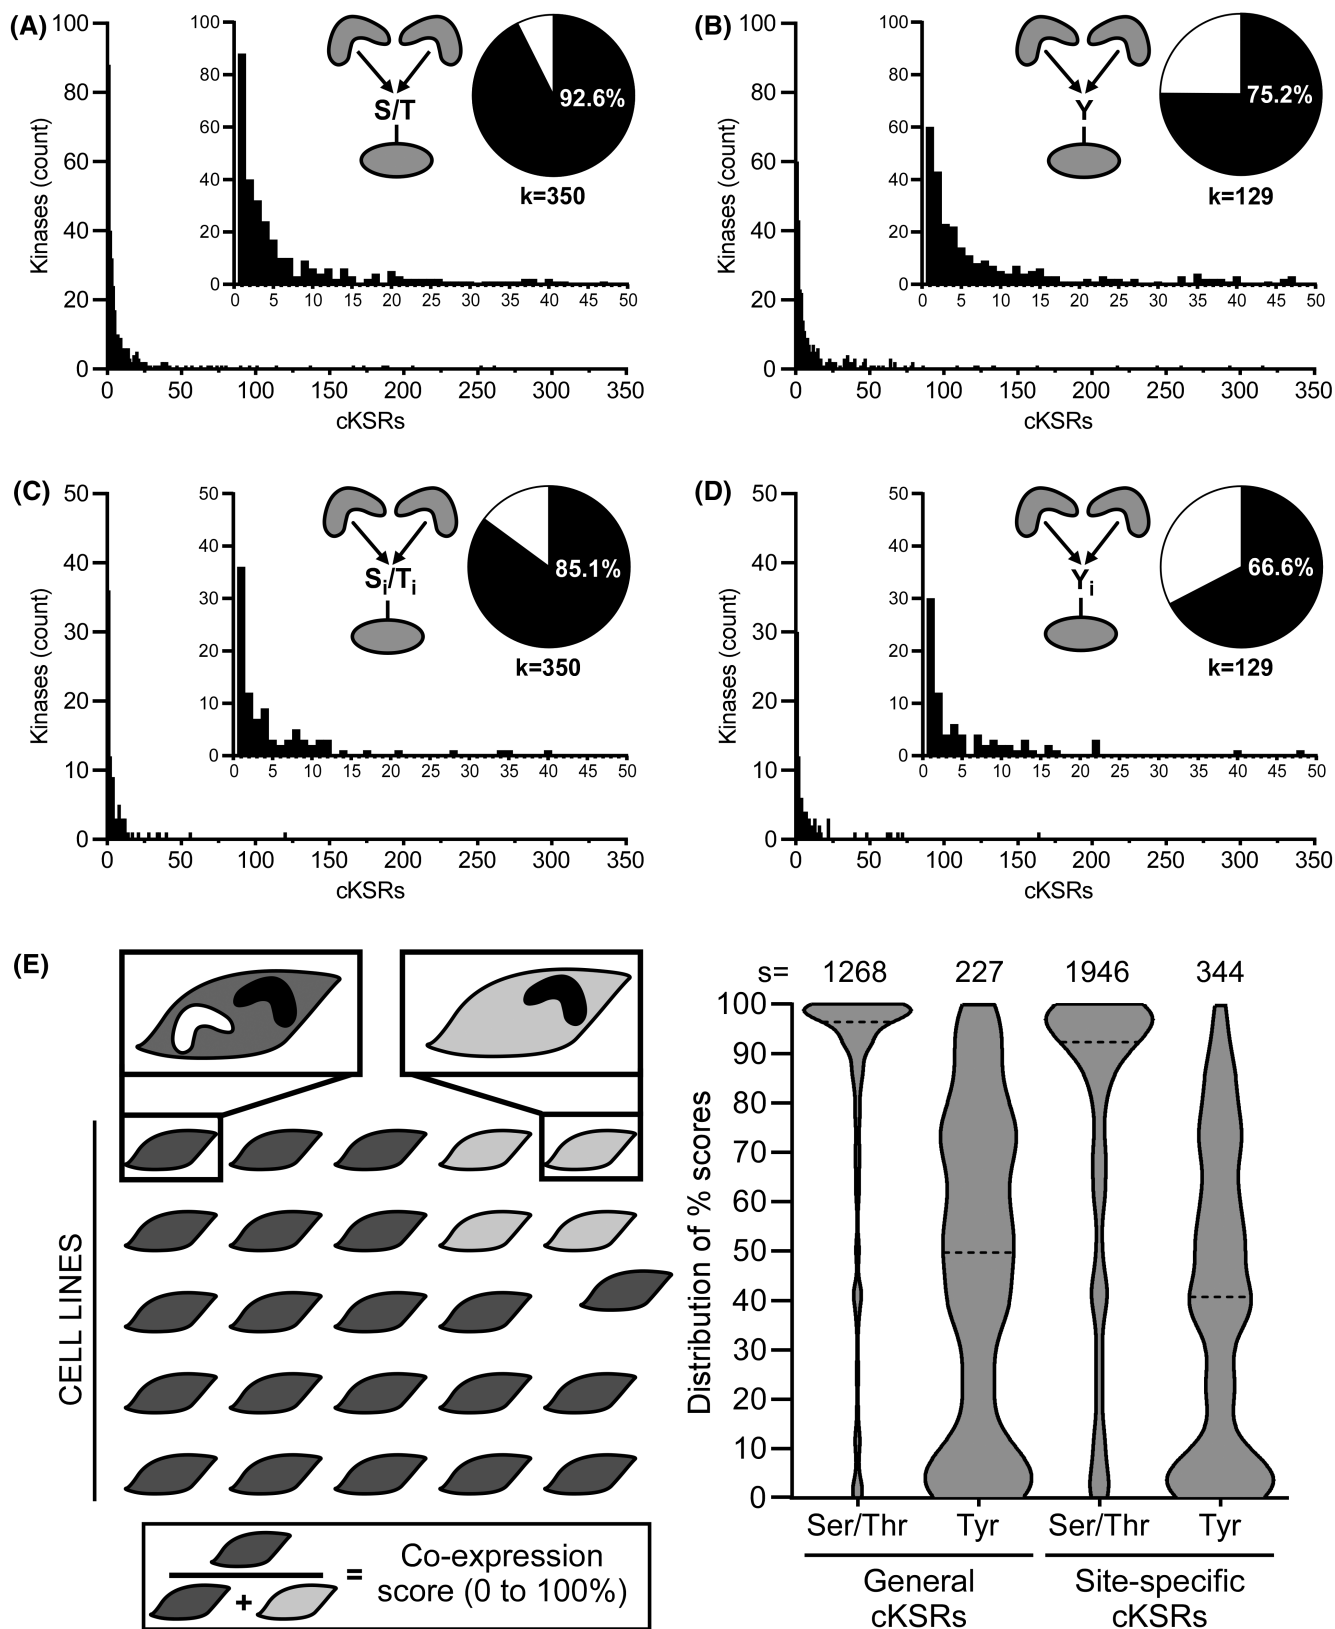 (A)
100
80
60
40
20
0
Kinases (count)
0 50 100 150 200 250 300 350
cKSRs
100
80
60
40
20
0
0 5 10 15 20 25 30 35 40 45 50
S/T
92.6%
k=350
(B)
100
80
60
40
20
0
Kinases (count)
0 50 100 150 200 250 300 350
cKSRs
100
80
60
40
20
0
0 5 10 15 20 25 30 35 40 45 50
Y
75.2%
k=129
(C)
50
40
30
20
10
0
Kinases (count)
0 50 100 150 200 250 300 350
cKSRs
50
40
30
20
10
0
0 5 10 15 20 25 30 35 40 45 50
Si/Ti
85.1%
k=350
(D)
50
40
30
20
10
0
Kinases (count)
0 50 100 150 200 250 300 350
cKSRs
50
40
30
20
10
0
0 5 10 15 20 25 30 35 40 45 50
Yi
66.6%
k=129
(E)
CELL LINES
+
=
Co-expression
score (0 to 100%)
s= 1268 227 1946 344
100
90
80
70
60
50
40
30
20
10
0
Distribution of % scores
Ser/Thr Tyr Ser/Thr Tyr
General
cKSRs
Site-specific
cKSRs